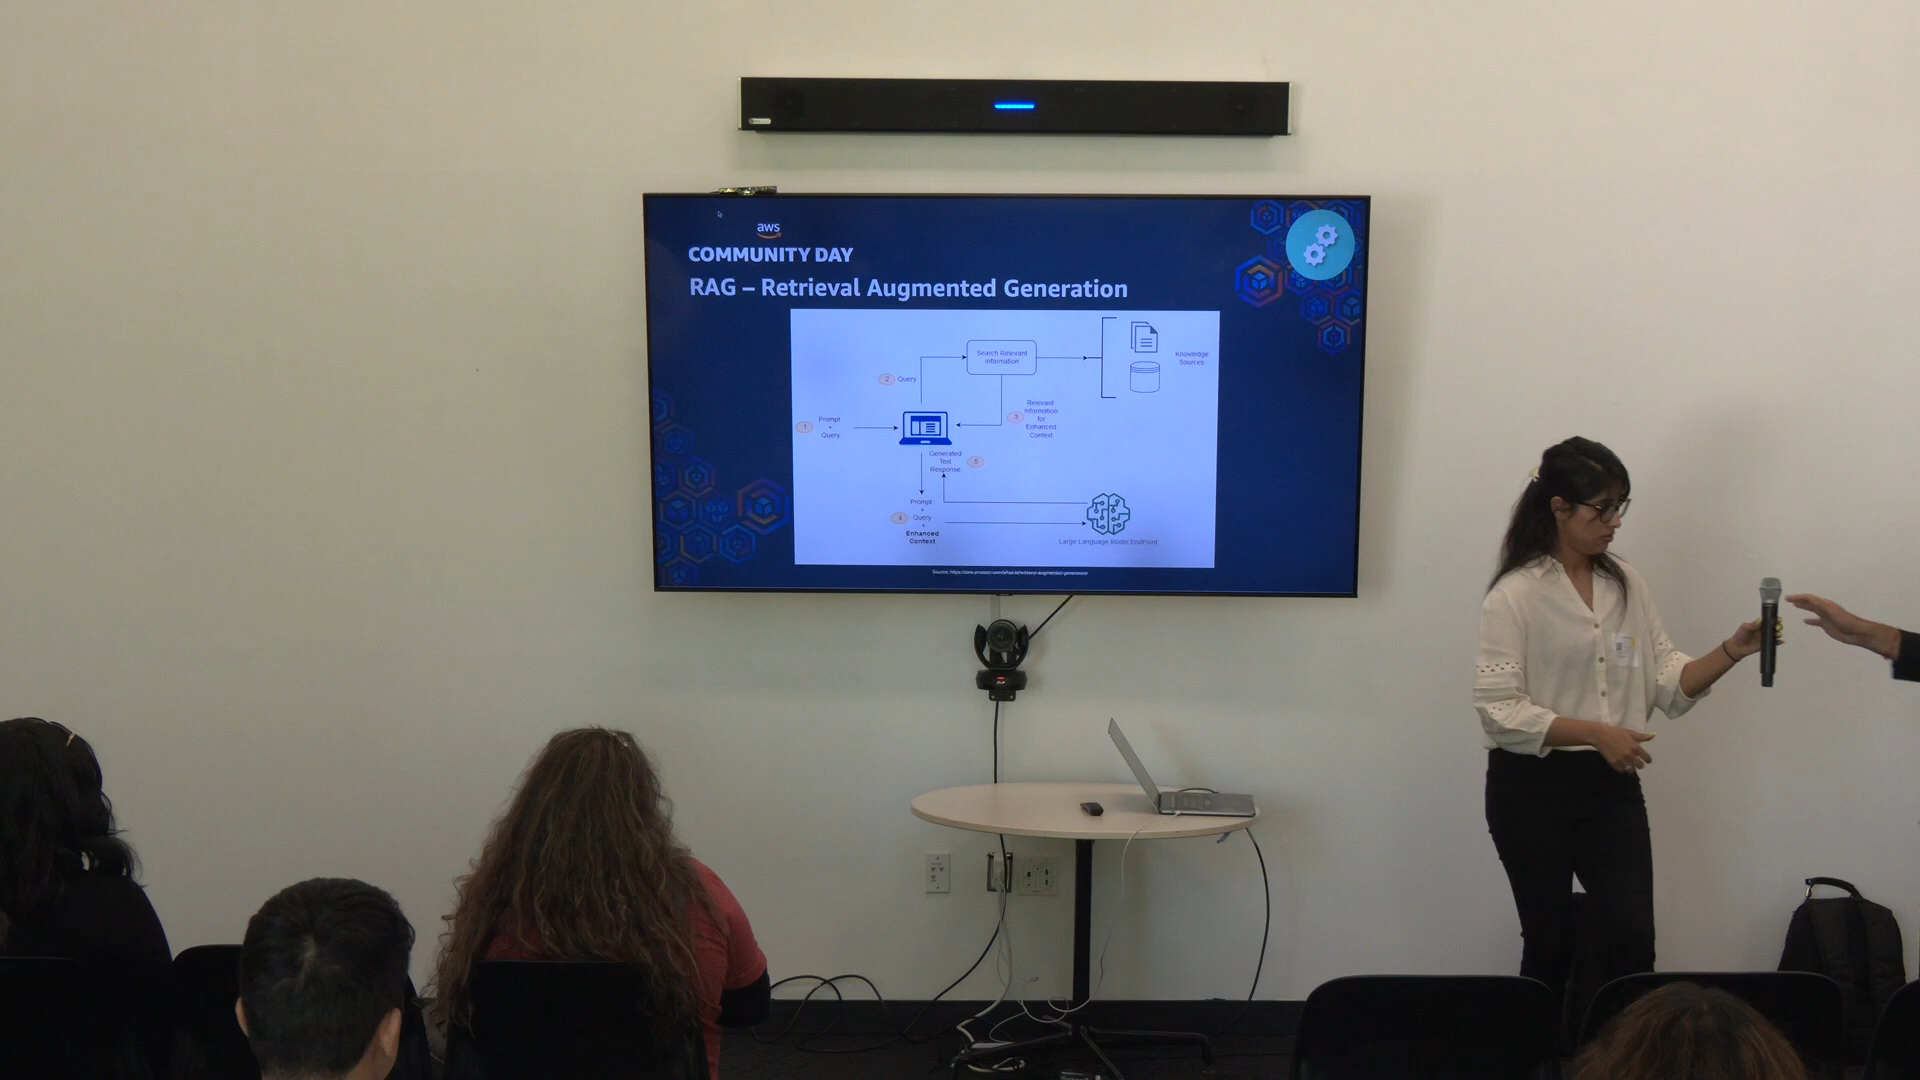 aws
COMMUNITY DAY
RAG – Retrieval Augmented Generation
Search Relevant
Information
Knowledge
Sources
2 Query
Relevant
Information
3 for
Enhanced
Context
1 Prompt
+
Query
Generated
Text 5
Response
Prompt
+
4 Query
+
Enhanced
Context
Large Language Model EndPoint